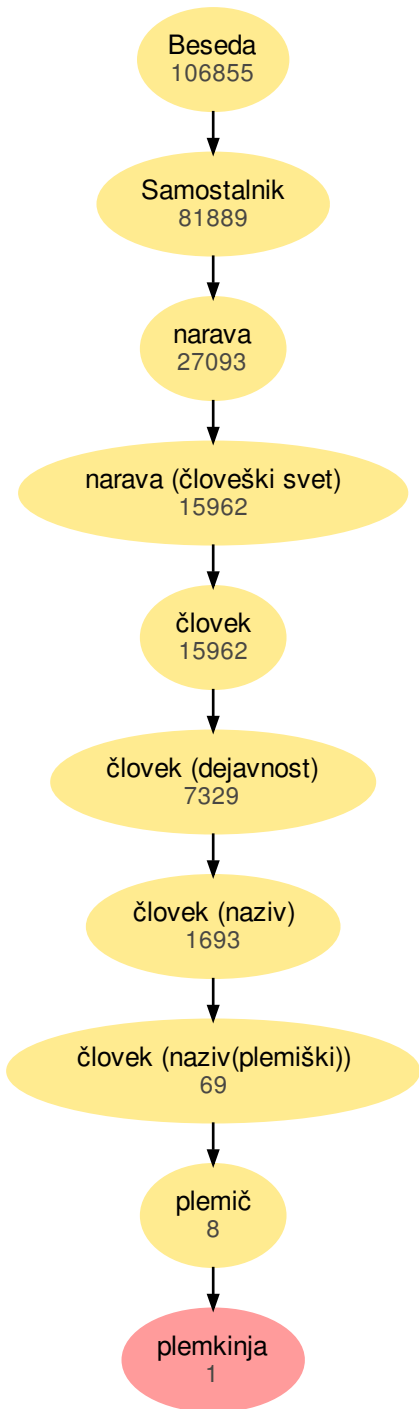 Beseda
106855
Samostalnik
81889
narava
27093
narava (človeški svet)
15962
človek
15962
človek (dejavnost)
7329
človek (naziv)
1693
človek (naziv(plemiški))
69
plemič
8
plemkinja
1